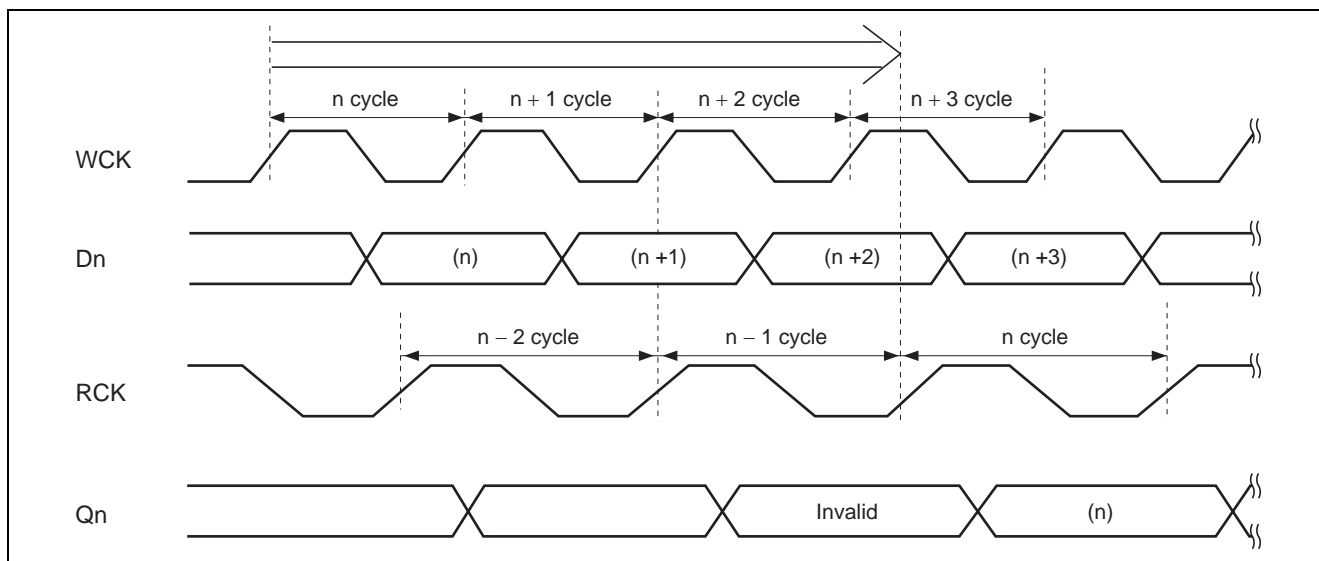 n cycle n + 1 cycle n + 2 cycle n + 3 cycle
WCK
Dn (n) (n +1) (n +2) (n +3)
n − 2 cycle n − 1 cycle n cycle
RCK
Qn Invalid (n)